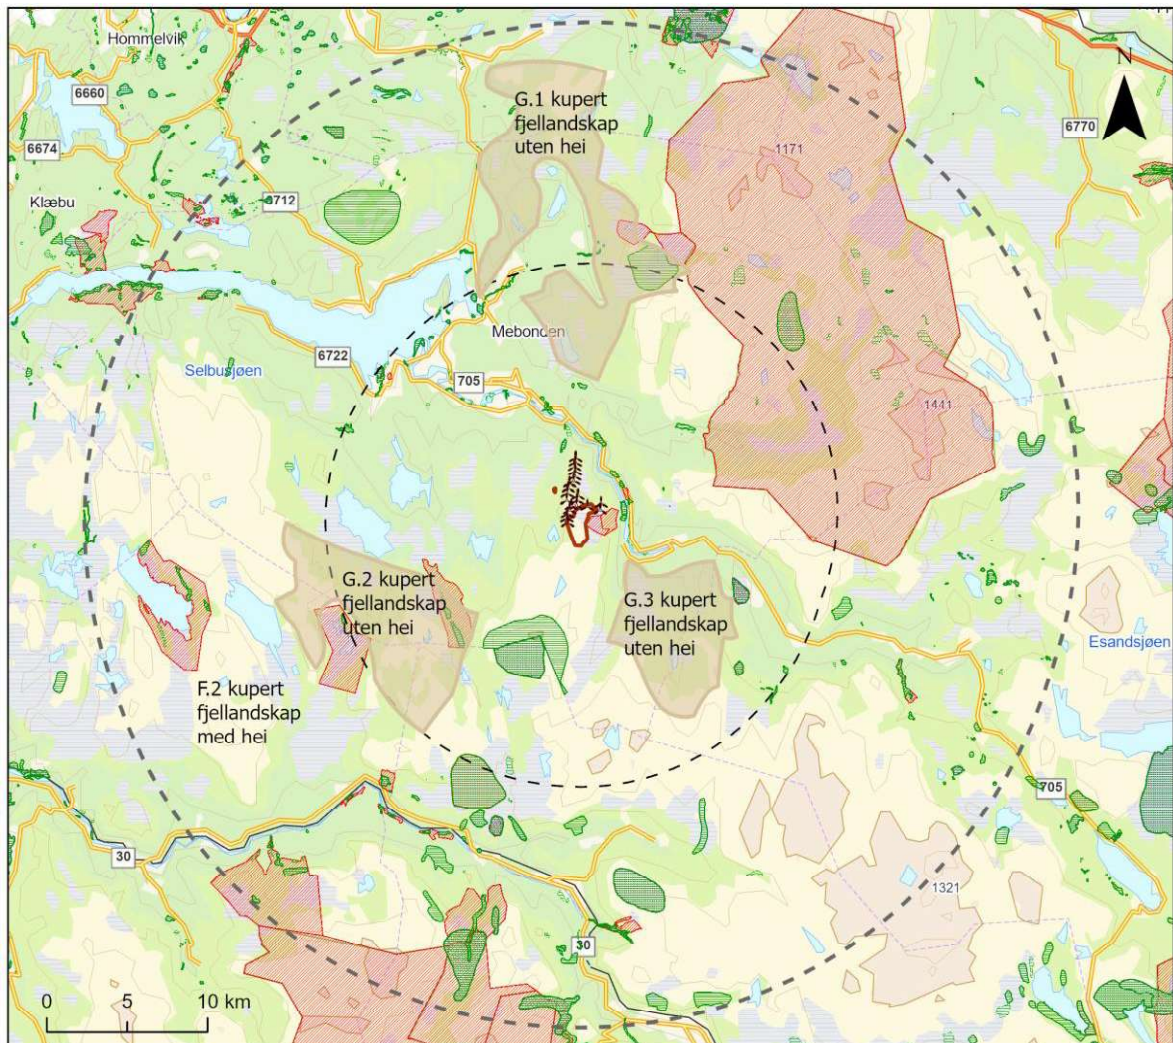 Hommelvik
N
6660
G.1 kupert
fjellandskap
uten hei
6770
6674
1171
Klæbu
6712
Mebonden
6722
Selbusjøen
705
1441
G.2 kupert
fjellandskap
uten hei
G.3 kupert
fjellandskap
uten hei
Esandsjøen
F.2 kupert
fjellandskap
med hei
705
30
1321
30
0 5 10 km